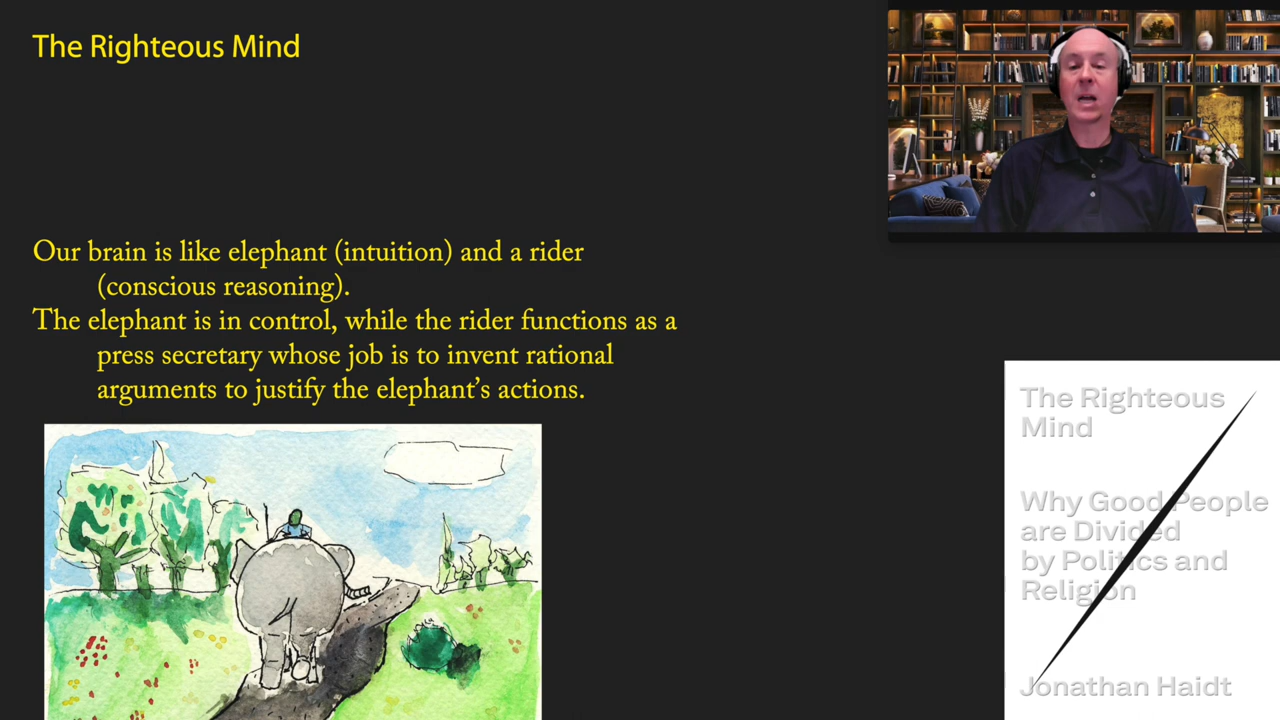 The Righteous Mind
Our brain is like elephant (intuition) and a rider
(conscious reasoning).
The elephant is in control, while the rider functions as a
press secretary whose job is to invent rational
arguments to justify the elephant’s actions.
The Righteous
Mind
Why Good People
are Divided
by Politics and
Religion
Jonathan Haidt